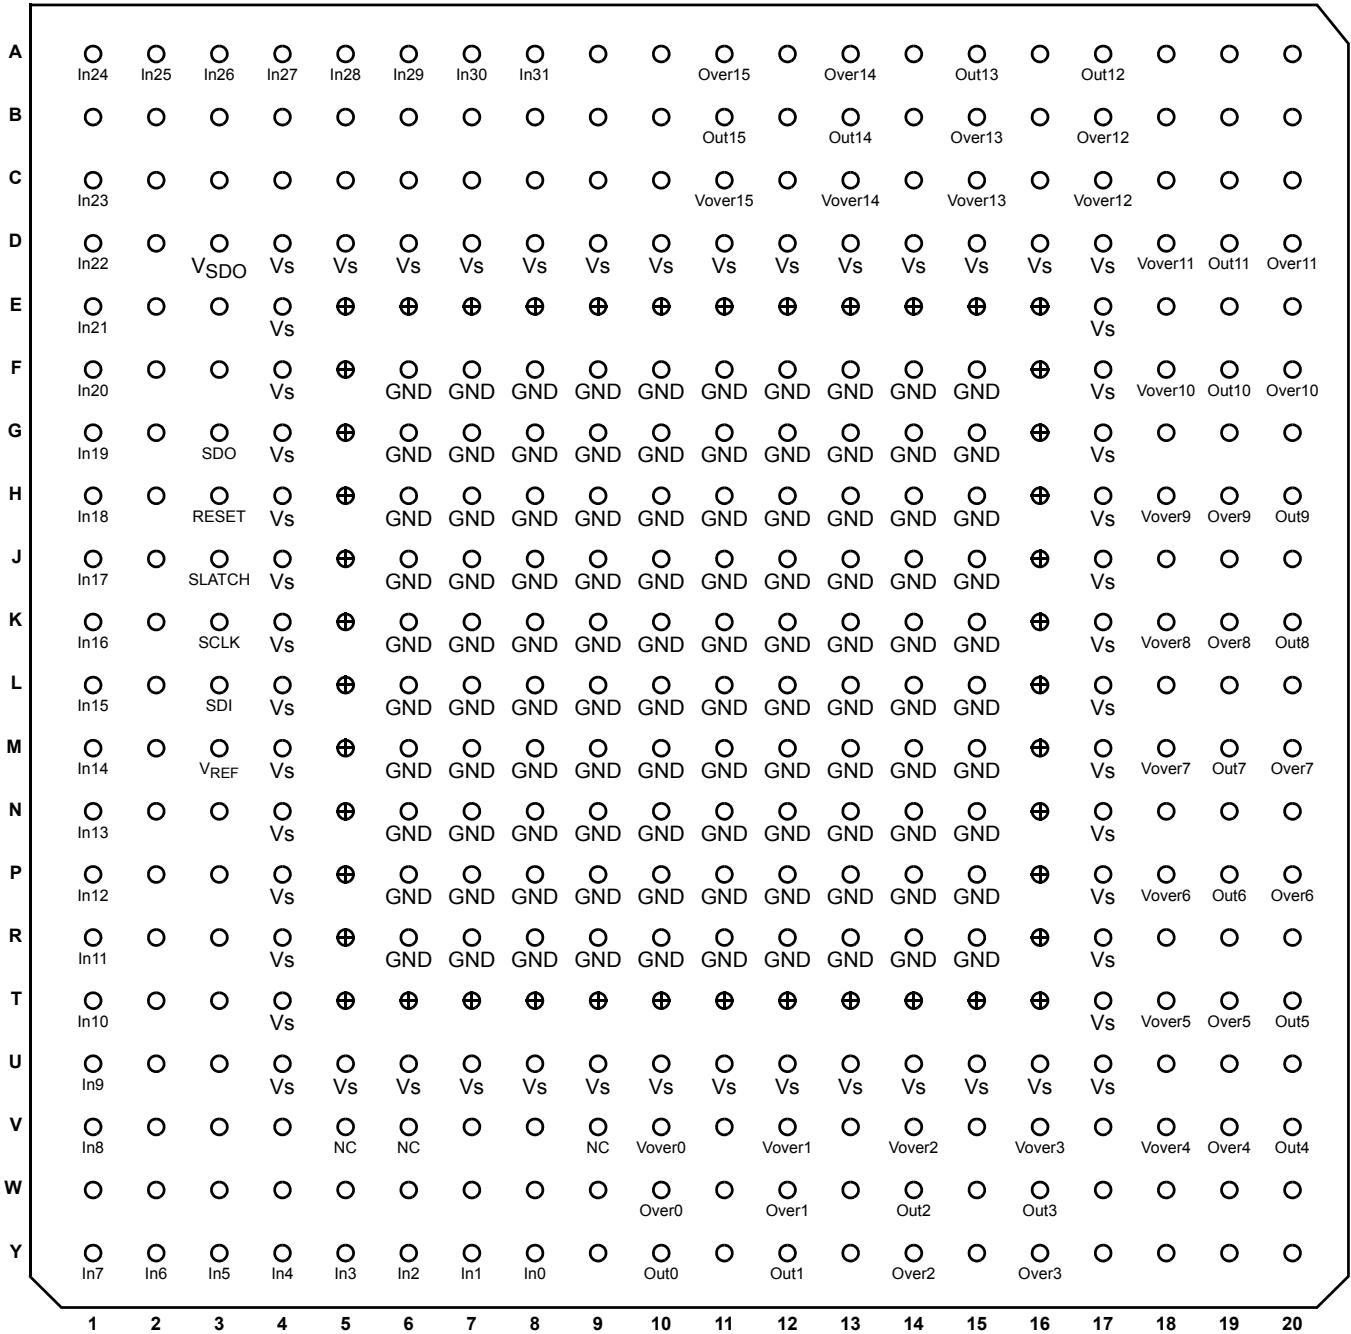 A
In24 In25 In26 In27 In28 In29 In30 In31 Over15 Over14 Out13 Out12
B
Out15 Out14 Over13 Over12
C
In23 Vover15 Vover14 Vover13 Vover12
D
In22 VSDO Vs Vs Vs Vs Vs Vs Vs Vs Vs Vs Vs Vs Vs Vs Vover11 Out11 Over11
E
In21 Vs Vs
F
In20 Vs GND GND GND GND GND GND GND GND GND GND Vs Vover10 Out10 Over10
G
In19 SDO Vs GND GND GND GND GND GND GND GND GND GND Vs
H
In18 RESET Vs GND GND GND GND GND GND GND GND GND GND Vs Vover9 Over9 Out9
J
In17 SLATCH Vs GND GND GND GND GND GND GND GND GND GND Vs
K
In16 SCLK Vs GND GND GND GND GND GND GND GND GND GND Vs Vover8 Over8 Out8
L
In15 SDI Vs GND GND GND GND GND GND GND GND GND GND Vs
M
In14 VREF Vs GND GND GND GND GND GND GND GND GND GND Vs Vover7 Out7 Over7
N
In13 Vs GND GND GND GND GND GND GND GND GND GND Vs
P
In12 Vs GND GND GND GND GND GND GND GND GND GND Vs Vover6 Out6 Over6
R
In11 Vs GND GND GND GND GND GND GND GND GND GND Vs
T
In10 Vs Vs Vover5 Over5 Out5
U
In9 Vs Vs Vs Vs Vs Vs Vs Vs Vs Vs Vs Vs Vs Vs
V
In8 NC NC NC Vover0 Vover1 Vover2 Vover3 Vover4 Over4 Out4
W
Over0 Over1 Out2 Out3
Y
In7 In6 In5 In4 In3 In2 In1 In0 Out0 Out1 Over2 Over3
1 2 3 4 5 6 7 8 9 10 11 12 13 14 15 16 17 18 19 20